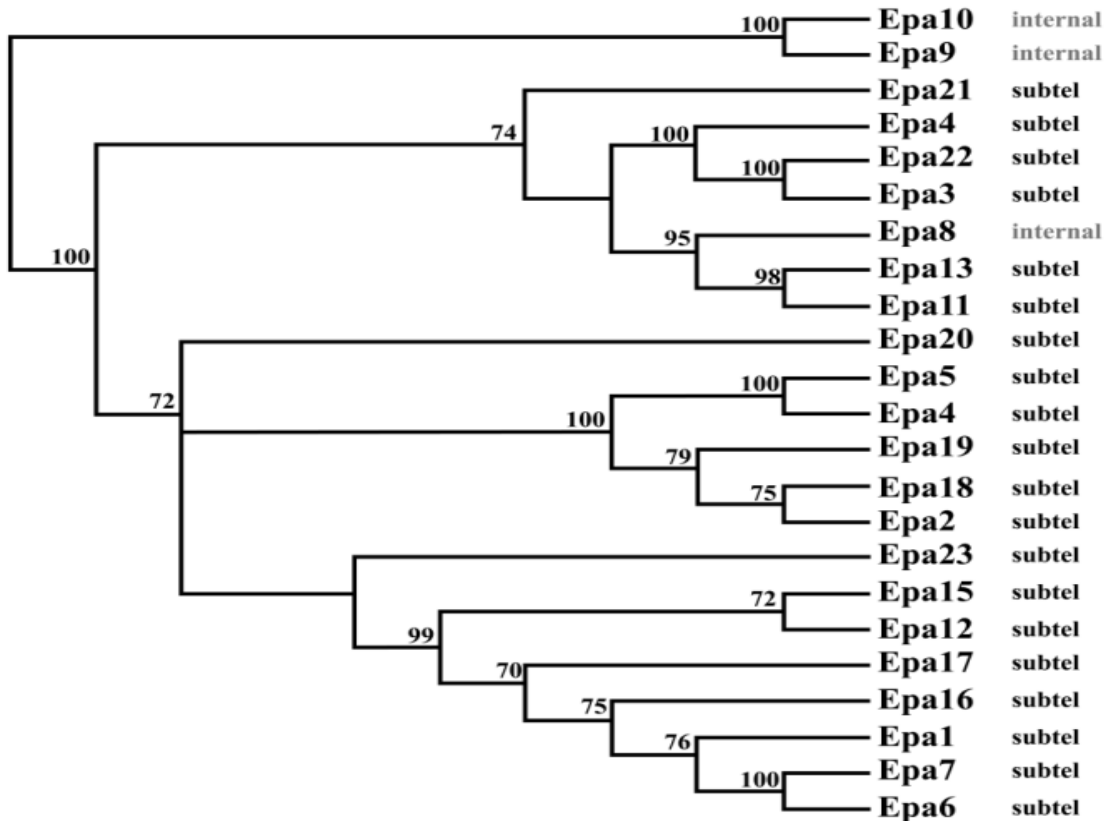 100 Epa10 internal
Epa9 internal
Epa21 subtel
74
100 Epa4 subtel
100 Epa22 subtel
Epa3 subtel
95 Epa8 internal
100
98 Epa13 subtel
Epa11 subtel
Epa20 subtel
100 Epa5 subtel
72
100 Epa4 subtel
79 Epa19 subtel
75 Epa18 subtel
Epa2 subtel
Epa23 subtel
72 Epa15 subtel
99 Epa12 subtel
70 Epa17 subtel
75 Epa16 subtel
76 Epa1 subtel
100 Epa7 subtel
Epa6 subtel